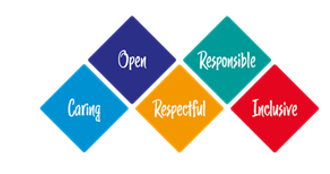 Open
Responsible
Caring
Respectful
Inclusive